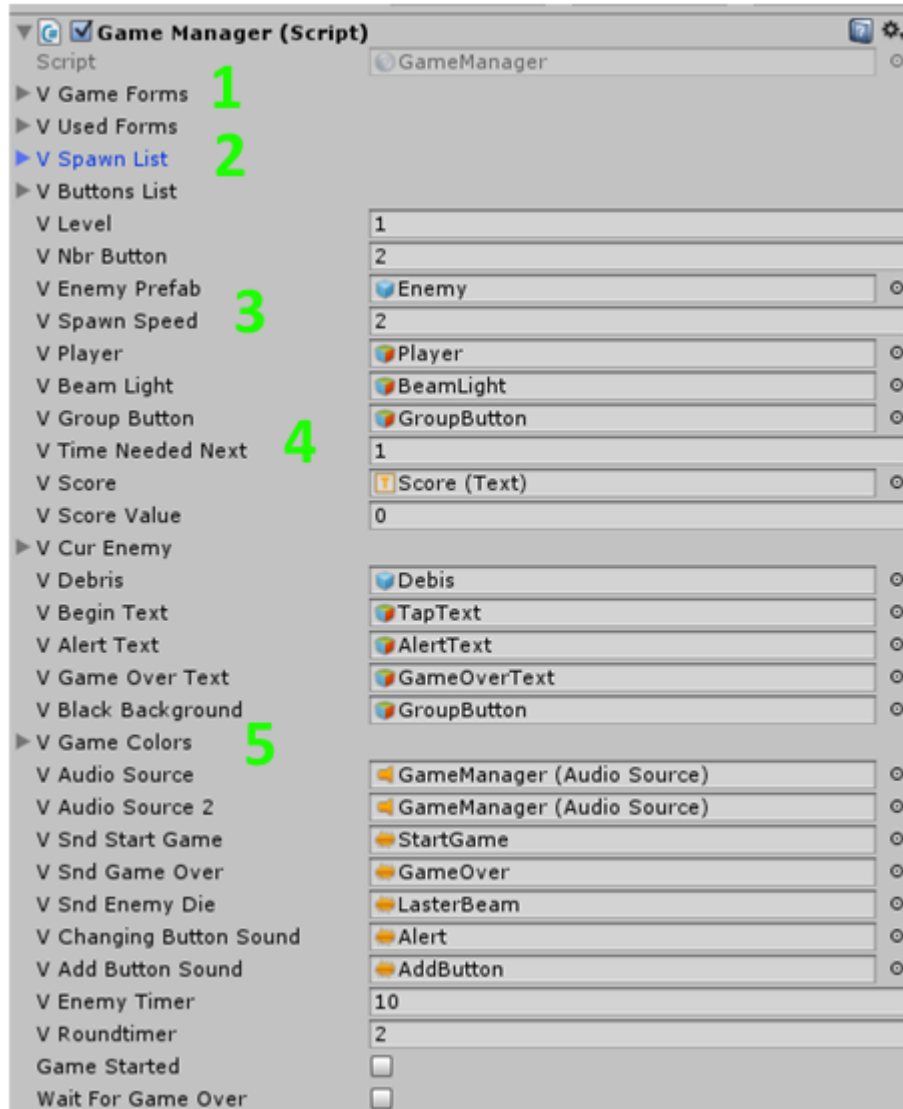 Game Manager (Script)
Script GameManager
V Game Forms 1
V Used Forms
V Spawn List 2
V Buttons List
V Level 1
V Nbr Button 2
V Enemy Prefab Enemy
V Spawn Speed 3 2
V Player Player
V Beam Light BeamLight
V Group Button GroupButton
V Time Needed Next 4 1
V Score Score (Text)
V Score Value 0
V Cur Enemy
V Debris Debis
V Begin Text TapText
V Alert Text AlertText
V Game Over Text GameOverText
V Black Background GroupButton
V Game Colors 5
V Audio Source GameManager (Audio Source)
V Audio Source 2 GameManager (Audio Source)
V Snd Start Game StartGame
V Snd Game Over GameOver
V Snd Enemy Die LasterBeam
V Changing Button Sound Alert
V Add Button Sound AddButton
V Enemy Timer 10
V Roundtimer 2
Game Started
Wait For Game Over